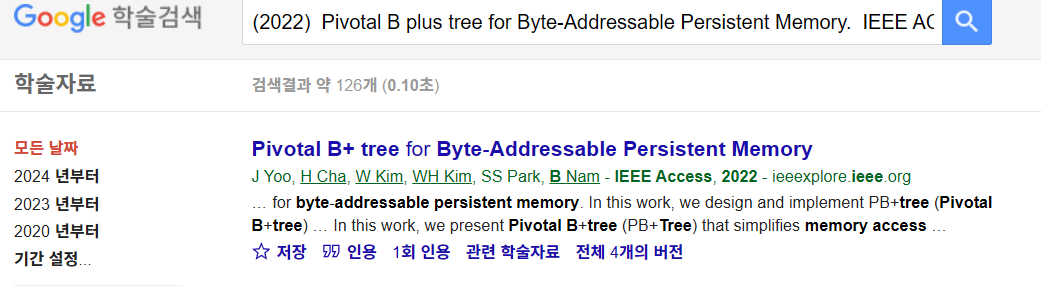 Google 학술검색
(2022) Pivotal B plus tree for Byte-Addressable Persistent Memory. IEEE AC
학술자료
검색결과 약 126개 (0.10초)
모든 날짜
2024 년부터
2023 년부터
2020 년부터
기간 설정...
Pivotal B+ tree for Byte-Addressable Persistent Memory
J Yoo, H Cha, W Kim, WH Kim, SS Park, B Nam - IEEE Access, 2022 - ieeexplore.ieee.org
… for byte-addressable persistent memory. In this work, we design and implement PB+tree (Pivotal
B+tree) … In this work, we present Pivotal B+tree (PB+Tree) that simplifies memory access …
저장 인용 1회 인용 관련 학술자료 전체 4개의 버전